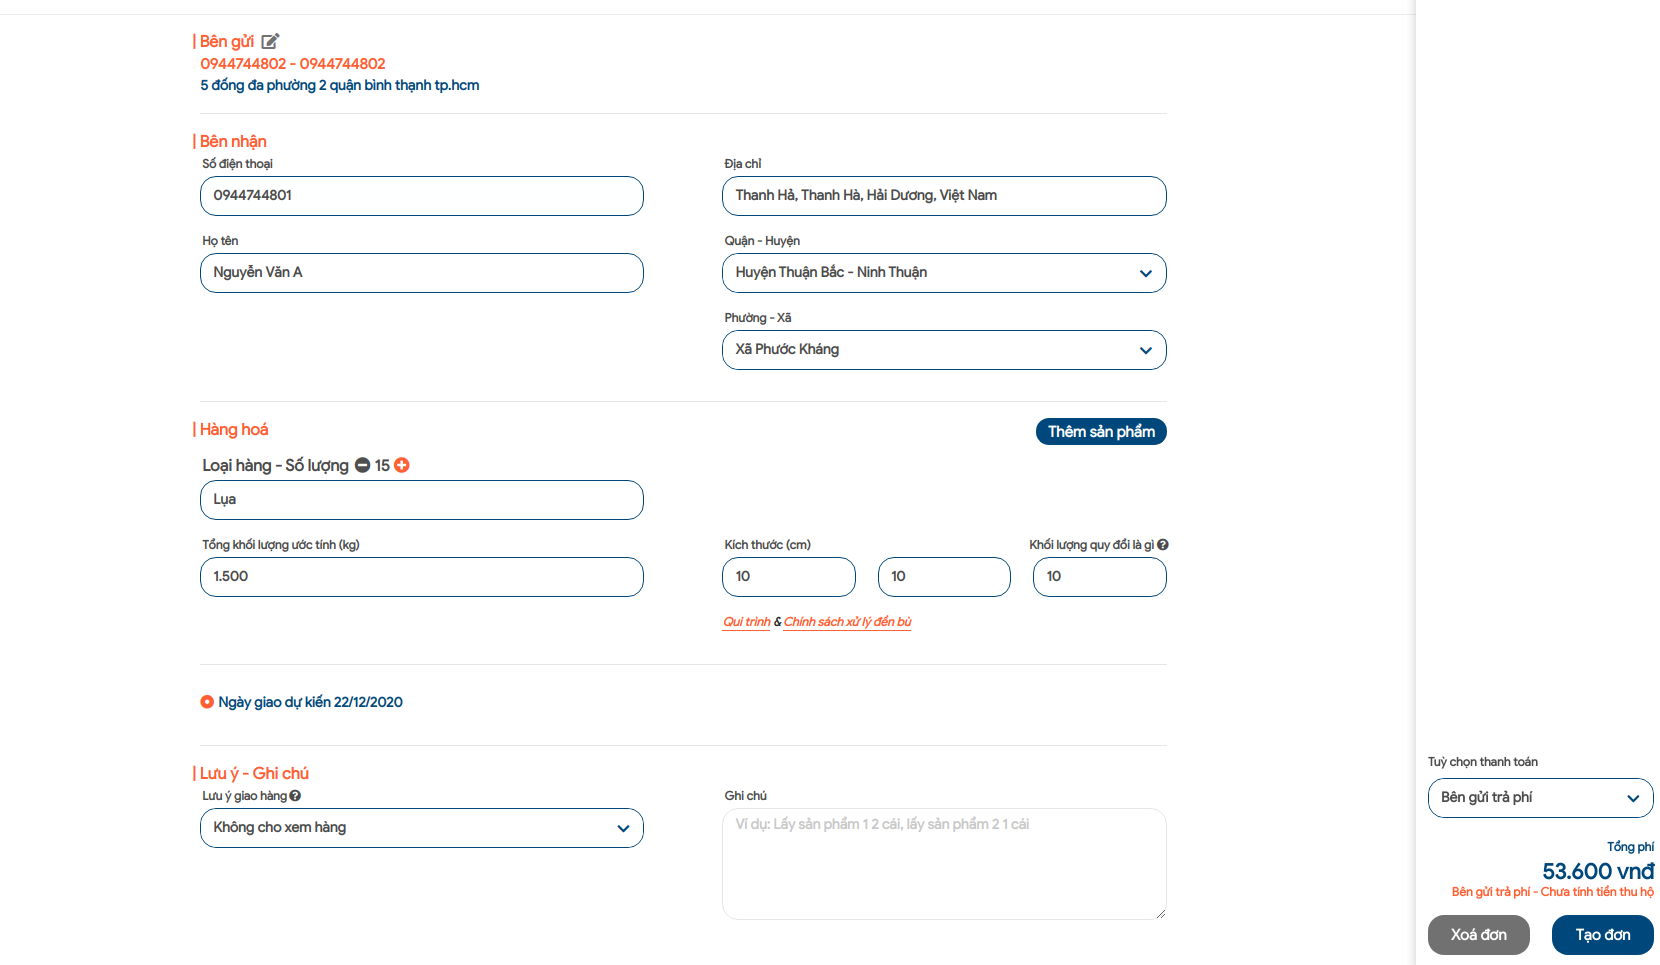 | Bên gửi
0944744802 - 0944744802
5 đống đa phường 2 quận bình thạnh tp.hcm
| Bên nhận
Số điện thoại
0944744801
Họ tên
Nguyễn Văn A
Địa chỉ
Thanh Hả, Thanh Hà, Hải Dương, Việt Nam
Quận - Huyện
Huyện Thuận Bắc - Ninh Thuận
Phường - Xã
Xã Phước Kháng
| Hàng hoá
Thêm sản phẩm
Loại hàng - Số lượng 15
Lụa
Tổng khối lượng ước tính (kg)
1.500
Kích thước (cm)
Khối lượng quy đổi là gì
10 10 10
Qui trình & Chính sách xử lý đền bù
Ngày giao dự kiến 22/12/2020
| Lưu ý - Ghi chú
Lưu ý giao hàng
Không cho xem hàng
Ghi chú
Ví dụ: Lấy sản phẩm 1 2 cái, lấy sản phẩm 2 1 cái
Tuỳ chọn thanh toán
Bên gửi trả phí
Tổng phí
53.600 vnđ
Bên gửi trả phí - Chưa tính tiền thu hộ
Xoá đơn
Tạo đơn